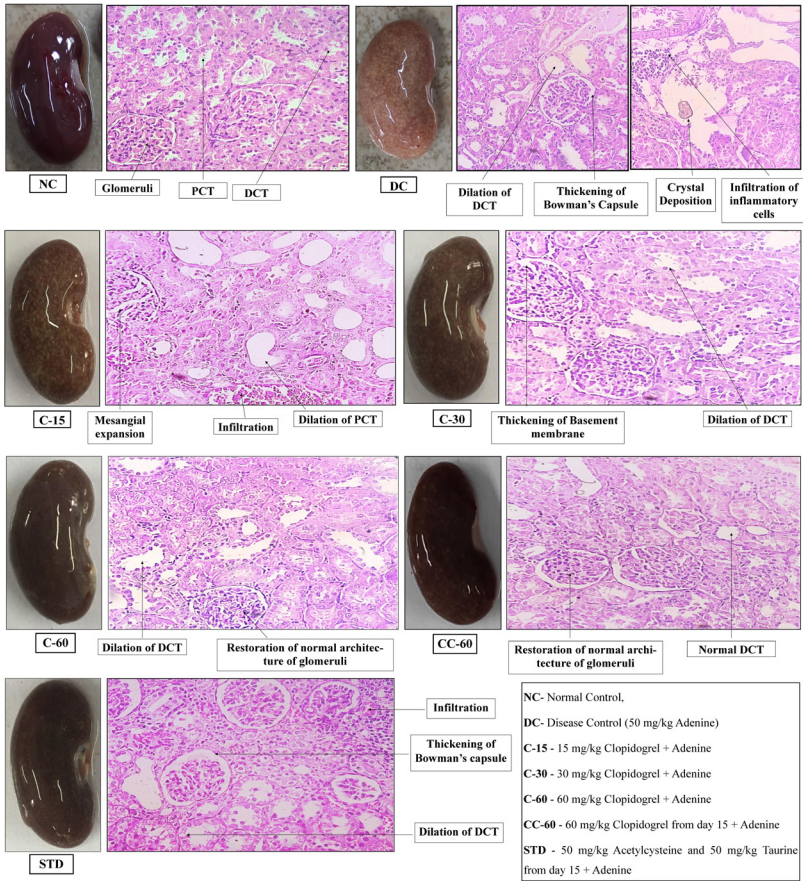 Glomeruli
PCT
DCT
NC
Dilation of
DCT
Thickening of
Bowman's Capsule
Crystal
Deposition
Infiltration of
inflammatory
cells
DC
Mesangial
expansion
Infiltration
Dilation of PCT
C-15
Thickening of Basement
membrane
Dilation of DCT
C-30
Dilation of DCT
Restoration of normal architec-
ture of glomeruli
C-60
Restoration of normal archi-
tecture of glomeruli
Normal DCT
CC-60
Infiltration
Thickening of
Bowman's capsule
Dilation of DCT
STD
NC- Normal Control,
DC- Disease Control (50 mg/kg Adenine)
C-15 - 15 mg/kg Clopidogrel + Adenine
C-30 - 30 mg/kg Clopidogrel + Adenine
C-60 - 60 mg/kg Clopidogrel + Adenine
CC-60 - 60 mg/kg Clopidogrel from day 15 + Adenine
STD - 50 mg/kg Acetylcysteine and 50 mg/kg Taurine
from day 15 + Adenine